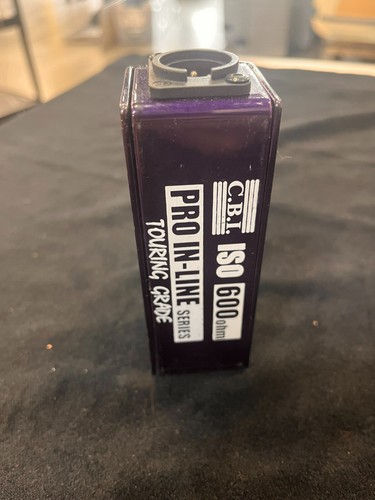 C.B.I.
ISO 600 ohm
PRO IN-LINE SERIES
TOURING GRADE